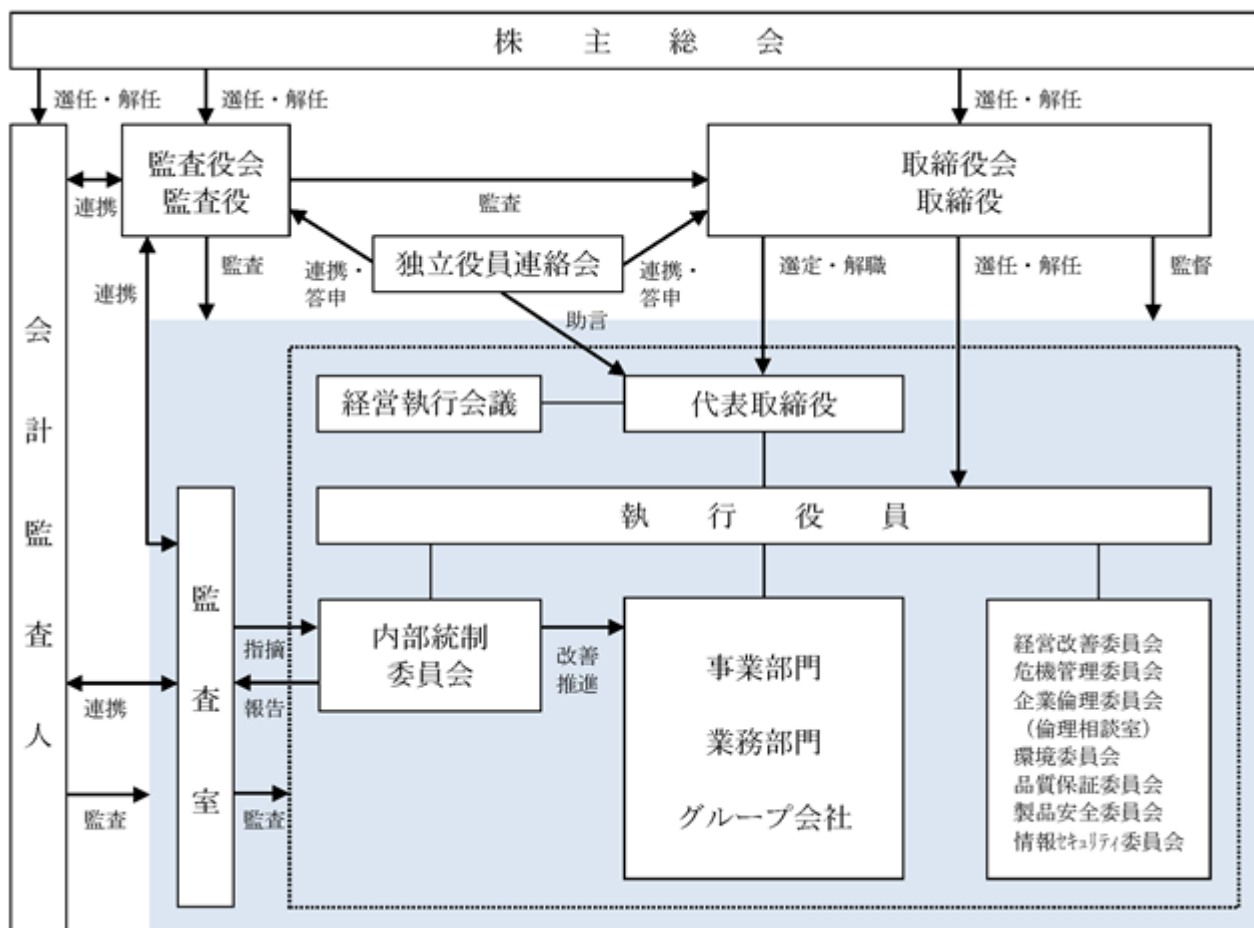 株主総会
選任・解任
選任・解任
選任・解任
監査役会
監査役
取締役会
取締役
連携
監査
独立役員連絡会
監査
連携・
答申
連携・
答申
選定・解職
選任・解任
監督
連携
助言
会計監査人
経営執行会議
代表取締役
執行役員
監査室
指摘
内部統制
委員会
改善
推進
報告
連携
監査
監査
事業部門
業務部門
グループ会社
経営改善委員会
危機管理委員会
企業倫理委員会
（倫理相談室）
環境委員会
品質保証委員会
製品安全委員会
情報ｾｷｭﾘﾃｨ委員会